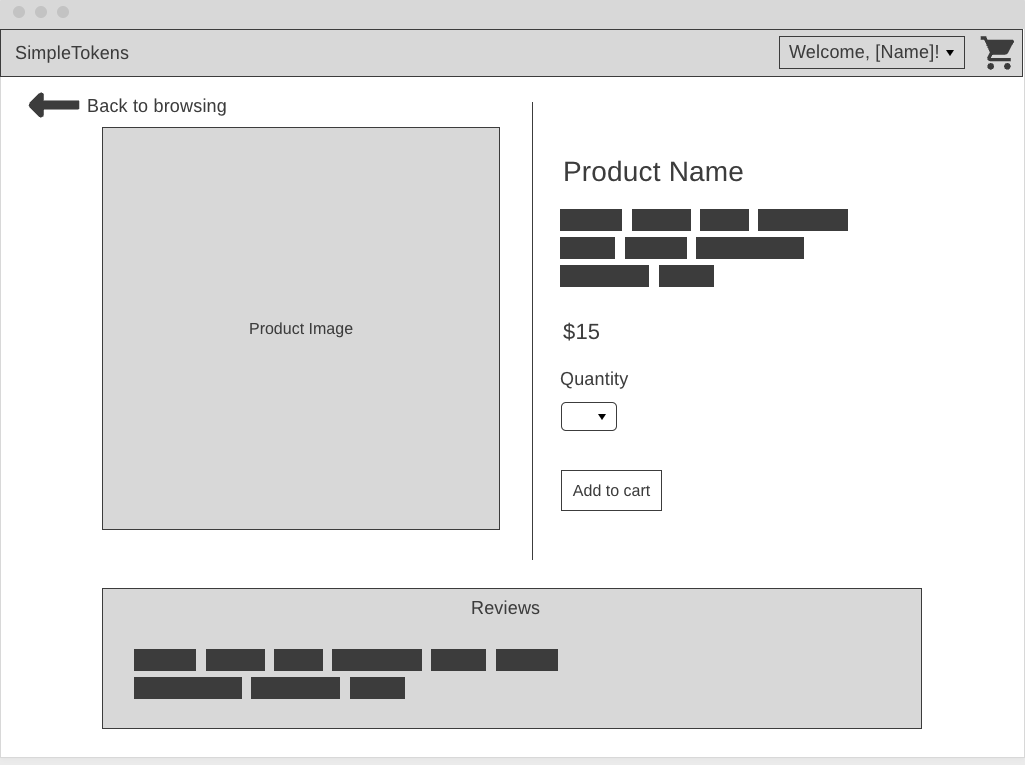 SimpleTokens
Welcome, [Name]!
Back to browsing
Product Image
Product Name
$15
Quantity
Add to cart
Reviews